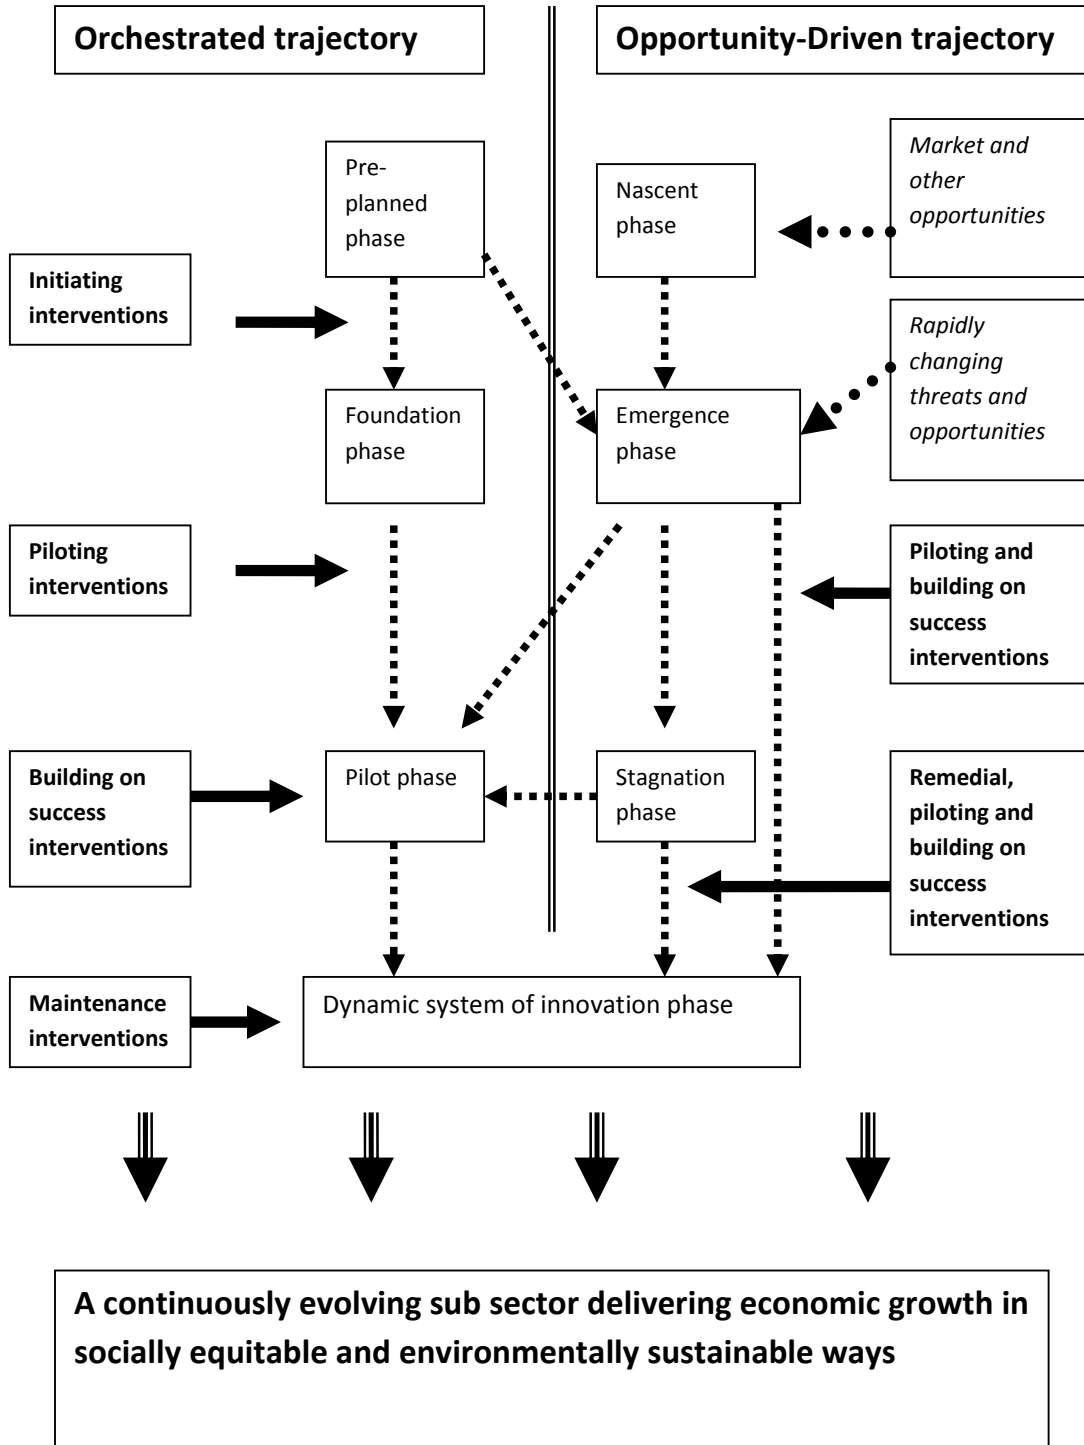 Orchestrated trajectory
Opportunity-Driven trajectory
Pre-
planned
phase
Nascent
phase
Market and
other
opportunities
Initiating
interventions
Rapidly
changing
threats and
opportunities
Foundation
phase
Emergence
phase
Piloting
interventions
Piloting and
building on
success
interventions
Building on
success
interventions
Pilot phase
Stagnation
phase
Remedial,
piloting and
building on
success
interventions
Maintenance
interventions
Dynamic system of innovation phase
A continuously evolving sub sector delivering economic growth in
socially equitable and environmentally sustainable ways